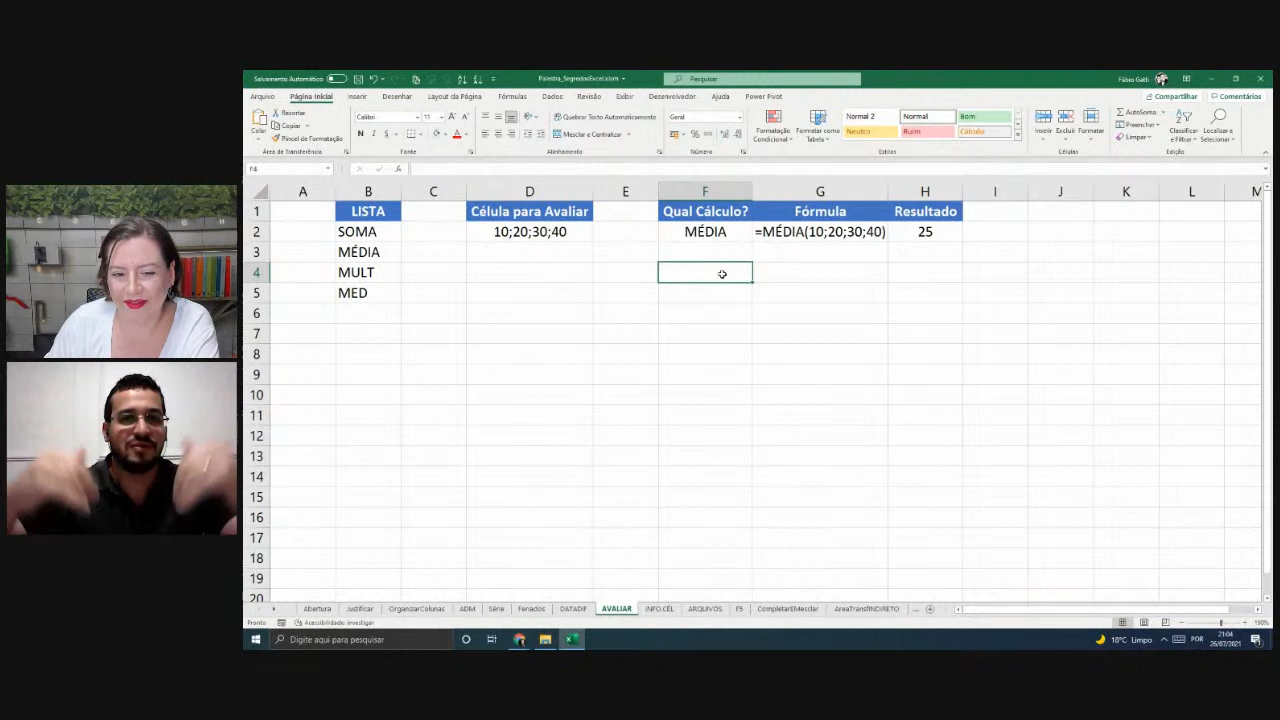 Salvamento Automático
Palestra_SegredosExcel.xlsm
Pesquisar
Fábio Gatti
Arquivo Página Inicial Inserir Desenhar Layout da Página Fórmulas Dados Revisão Exibir Desenvolvedor Ajuda Power Pivot
Compartilhar Comentários
Colar
Recortar
Copiar
Pincel de Formatação
Área de Transferência
Calibri 11
N I S
Fonte
Quebrar Texto Automaticamente
Mesclar e Centralizar
Alinhamento
Geral
Número
Formatação Condicional
Formatar como Tabela
Normal 2 Normal Bom
Neutro Ruim Cálculo
Estilos
Inserir Excluir Formatar
Células
AutoSoma
Preencher
Limpar
Classificar e Filtrar
Localizar e Selecionar
Edição
F4
A B C D E F G H I J K L M
1 LISTA Célula para Avaliar Qual Cálculo? Fórmula Resultado
2 SOMA 10;20;30;40 MÉDIA =MÉDIA(10;20;30;40) 25
3 MÉDIA
4 MULT
5 MED
6
7
8
9
10
11
12
13
14
15
16
17
18
19
20
Abertura Justificar OrganizarColunas ADM Série Feriados DATADIF AVALIAR INFO.CÉL ARQUIVOS F5 CompletarEMesclar AreaTransfINDIRETO ...
Pronto Acessibilidade: investigar 190%
Digite aqui para pesquisar
18°C Limpo
POR
21:04
26/07/2021